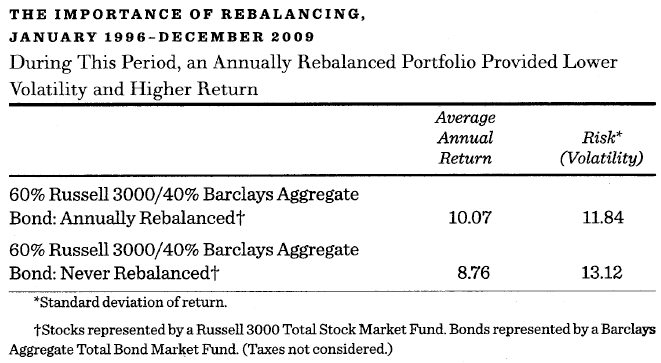 THE IMPORTANCE OF REBALANCING,
JANUARY 1996–DECEMBER 2009
During This Period, an Annually Rebalanced Portfolio Provided Lower
Volatility and Higher Return
Average
Annual
Return
Risk*
(Volatility)
60% Russell 3000/40% Barclays Aggregate
Bond: Annually Rebalanced† 10.07 11.84
60% Russell 3000/40% Barclays Aggregate
Bond: Never Rebalanced† 8.76 13.12
*Standard deviation of return.
†Stocks represented by a Russell 3000 Total Stock Market Fund. Bonds represented by a Barclays
Aggregate Total Bond Market Fund. (Taxes not considered.)